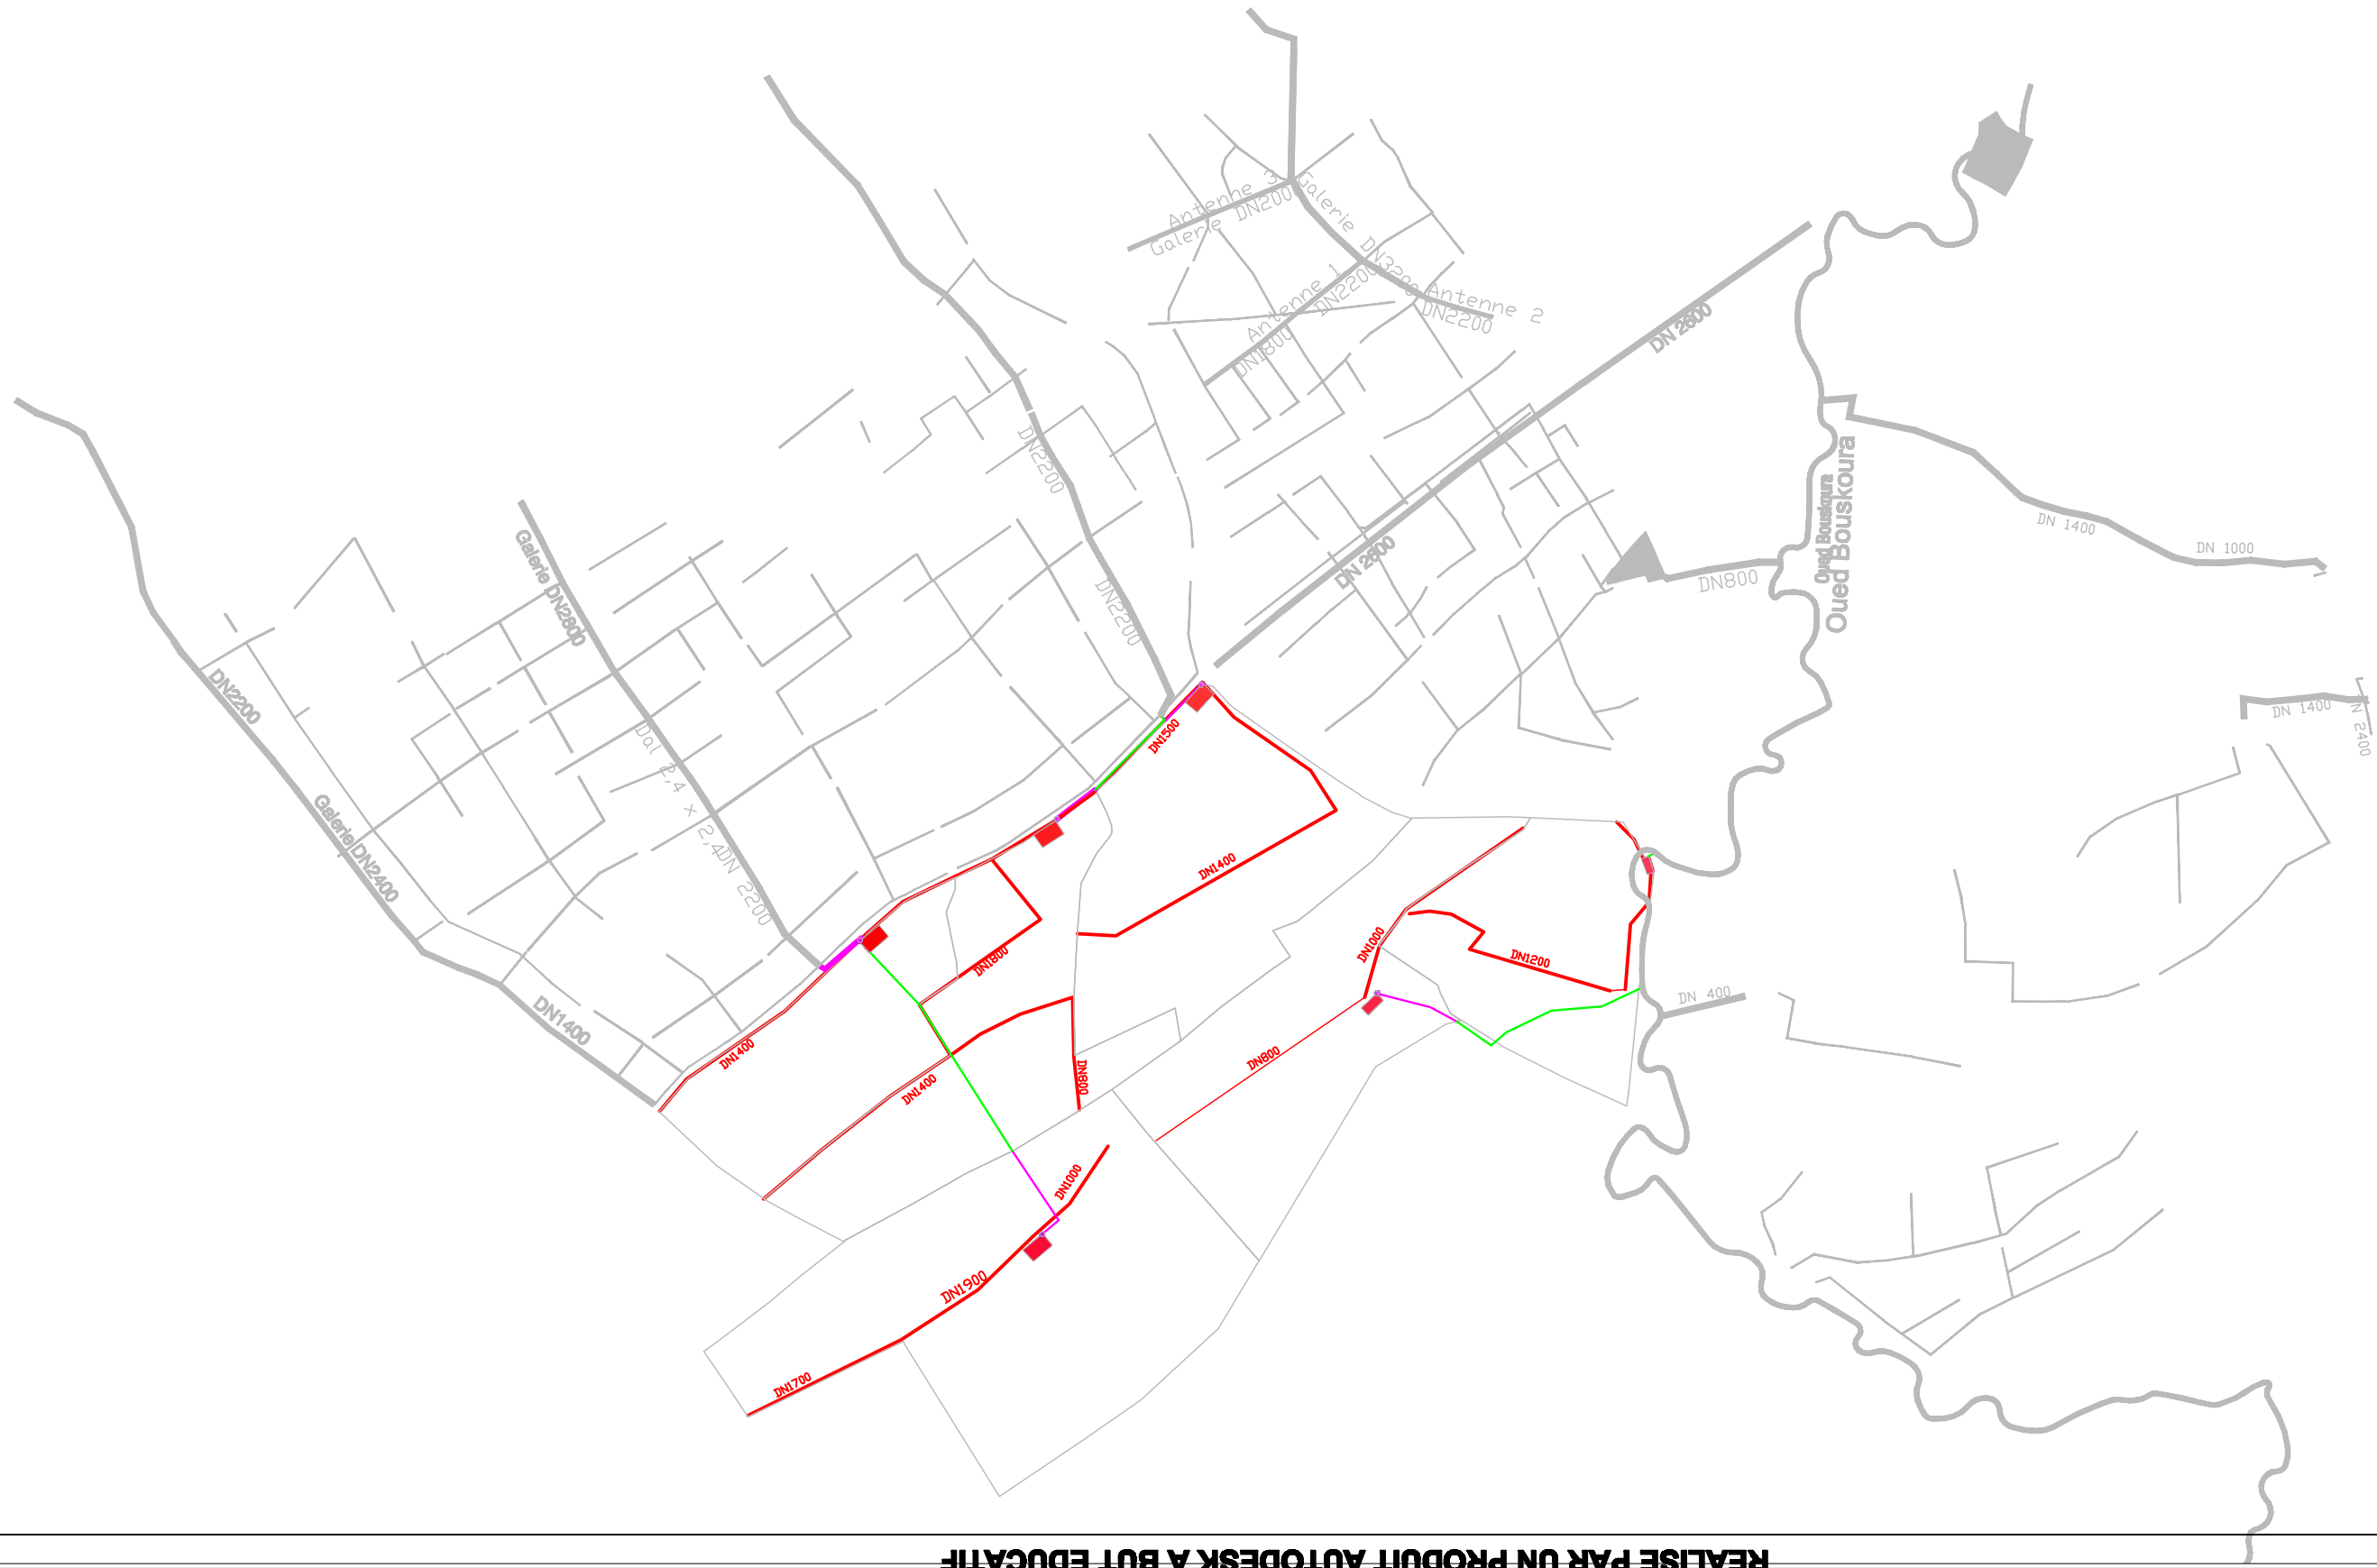 Antenne 3
Galerie DN200
Galerie DN3200
Antenne 1
DN1800
DN2200
Antenne 2
DN2200
DN 2600
DN2200
DN 2600
DN2200
Oued Bouskoura
Oued Bouskoura
DN800
DN 1400
DN 1000
DN 1400
2400
Galerie DN2800
DN2200
Dal 2,4 x 2,4
DN 2200
Galerie DN2400
DN1400
DN1500
DN1400
DN1800
DN1400
DN1400
DN800
DN1000
DN1200
DN 400
DN800
DN1000
DN1900
DN1700
REALISE PAR UN PRODUIT AUTODESK A BUT EDUCATIF